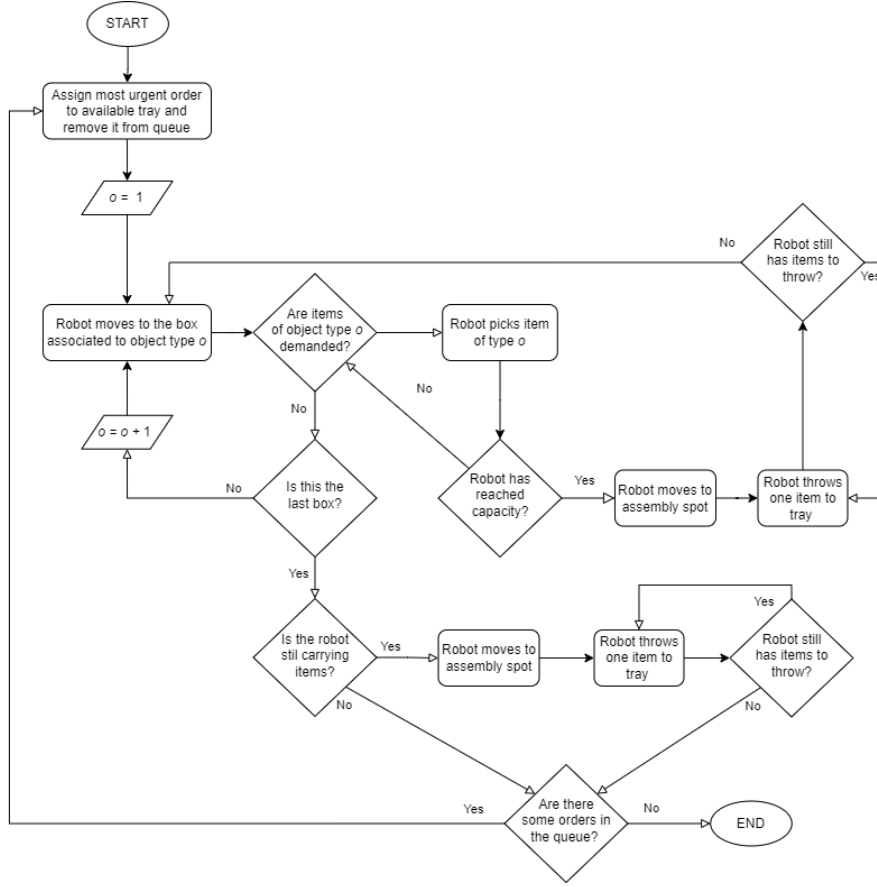 START
Assign most urgent order
to available tray and
remove it from queue
o = 1
No
Robot still
has items to
throw?
Yes
Robot moves to the box
associated to object type o
Are items
of object type o
demanded?
Robot picks item
of type o
No
No
o = o + 1
No
Is this the
last box?
Robot has
reached
capacity?
Yes
Robot moves to
assembly spot
Robot throws
one item to
tray
Yes
Is the robot
stil carrying
items?
Yes
Robot moves to
assembly spot
Robot throws
one item to
tray
Yes
Robot still
has items to
throw?
No
No
Yes
Are there
some orders in
the queue?
No
END